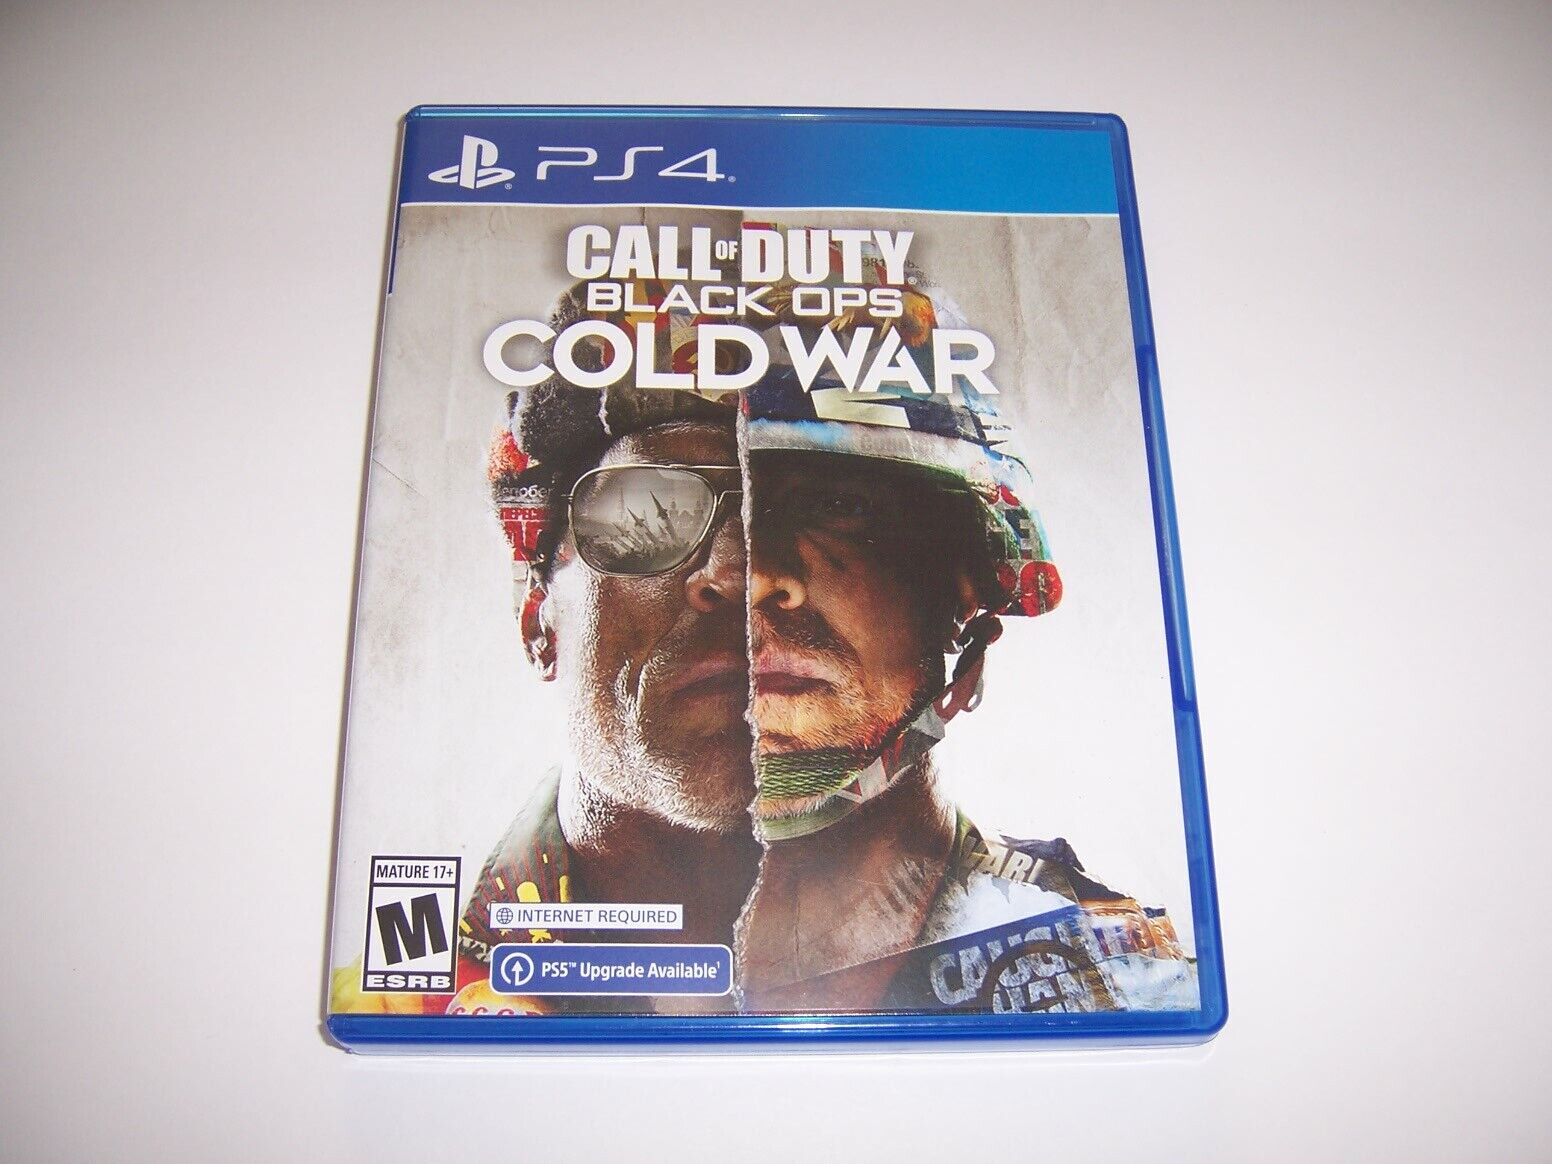 PS4
CALL OF DUTY
BLACK OPS
COLD WAR
MATURE 17+
M
ESRB
INTERNET REQUIRED
PS5™ Upgrade Available¹